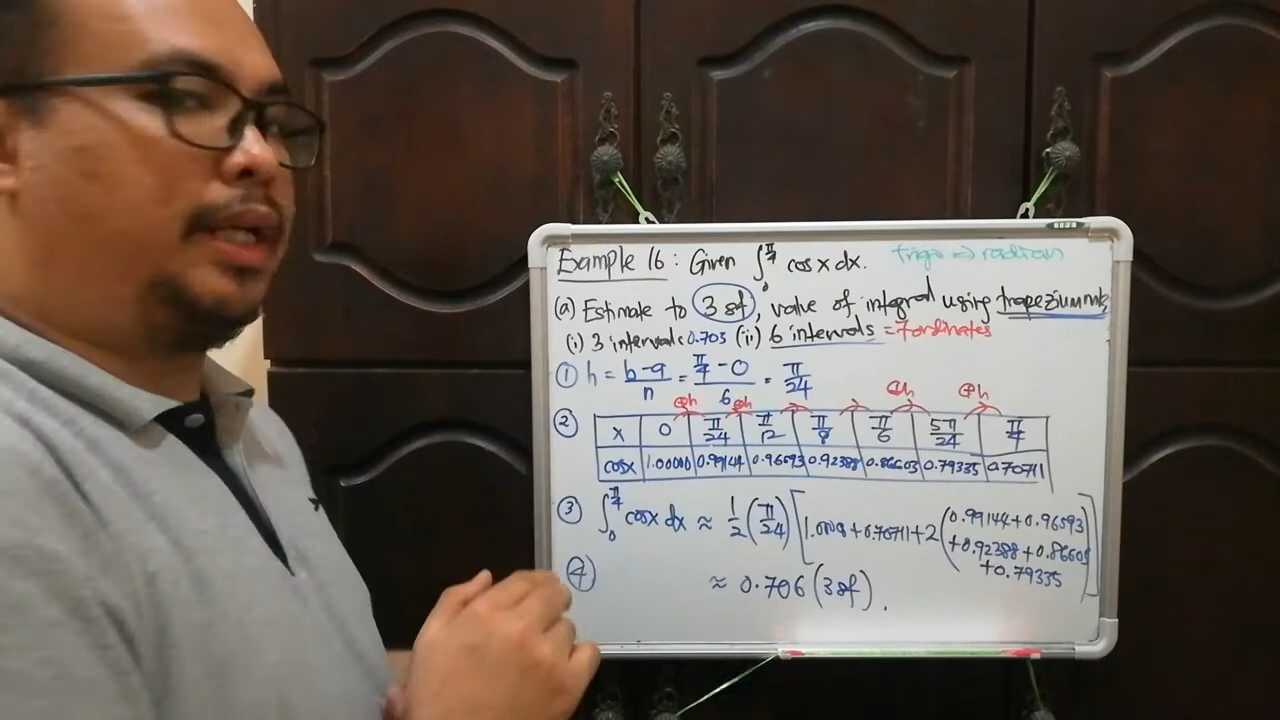 Example 16 : Given ∫₀^(π/4) cos x dx. trigo ⇒ radian
(a) Estimate to 3 sf, value of integral using trapezium rule
(i) 3 intervals = 0.705 (ii) 6 intervals = 7 ordinates
① h = (b-a)/n = (π/4 - 0)/6 = π/24
+h +h +h +h
② x 0 π/24 π/12 π/8 π/6 5π/24 π/4
cosx 1.00000 0.99144 0.96593 0.92388 0.86603 0.79335 0.70711
③ ∫₀^(π/4) cos x dx ≈ 1/2 (π/24) [1.0000 + 0.70711 + 2 (0.99144 + 0.96593
+ 0.92388 + 0.86603
+ 0.79335)]
④ ≈ 0.706 (3sf).